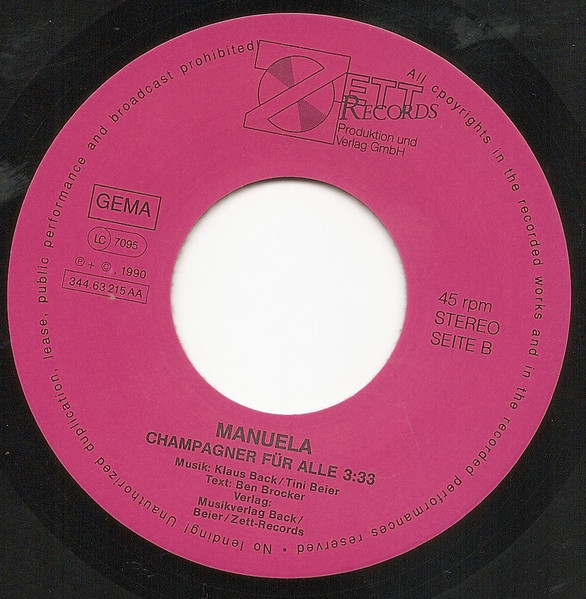 ZETT
RECORDS
Produktion und
Verlag GmbH
GEMA
LC 7095
℗ + ©, 1990
344.63 215 AA
45 rpm
STEREO
SEITE B
MANUELA
CHAMPAGNER FÜR ALLE 3:33
Musik: Klaus Back/Tini Beier
Text: Ben Brocker
Verlag:
Musikverlag Back/
Beier/Zett-Records
All cpoyrights in the recorded works and in the recorded performances reserved • No lending! Unauthorized duplication, lease, public performance and broadcast prohibited